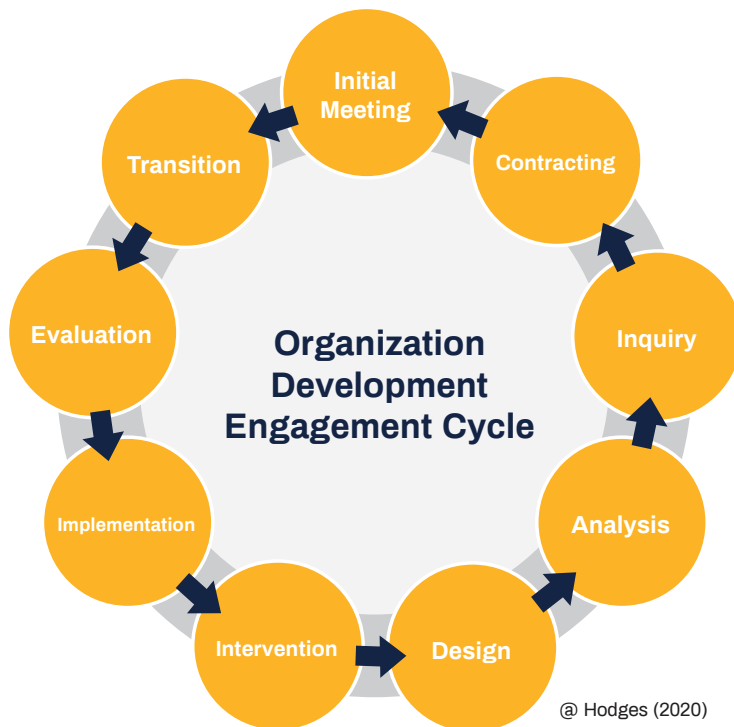 Initial
Meeting
Transition
Contracting
Evaluation
Organization
Development
Engagement Cycle
Inquiry
Implementation
Analysis
Intervention
Design
@ Hodges (2020)